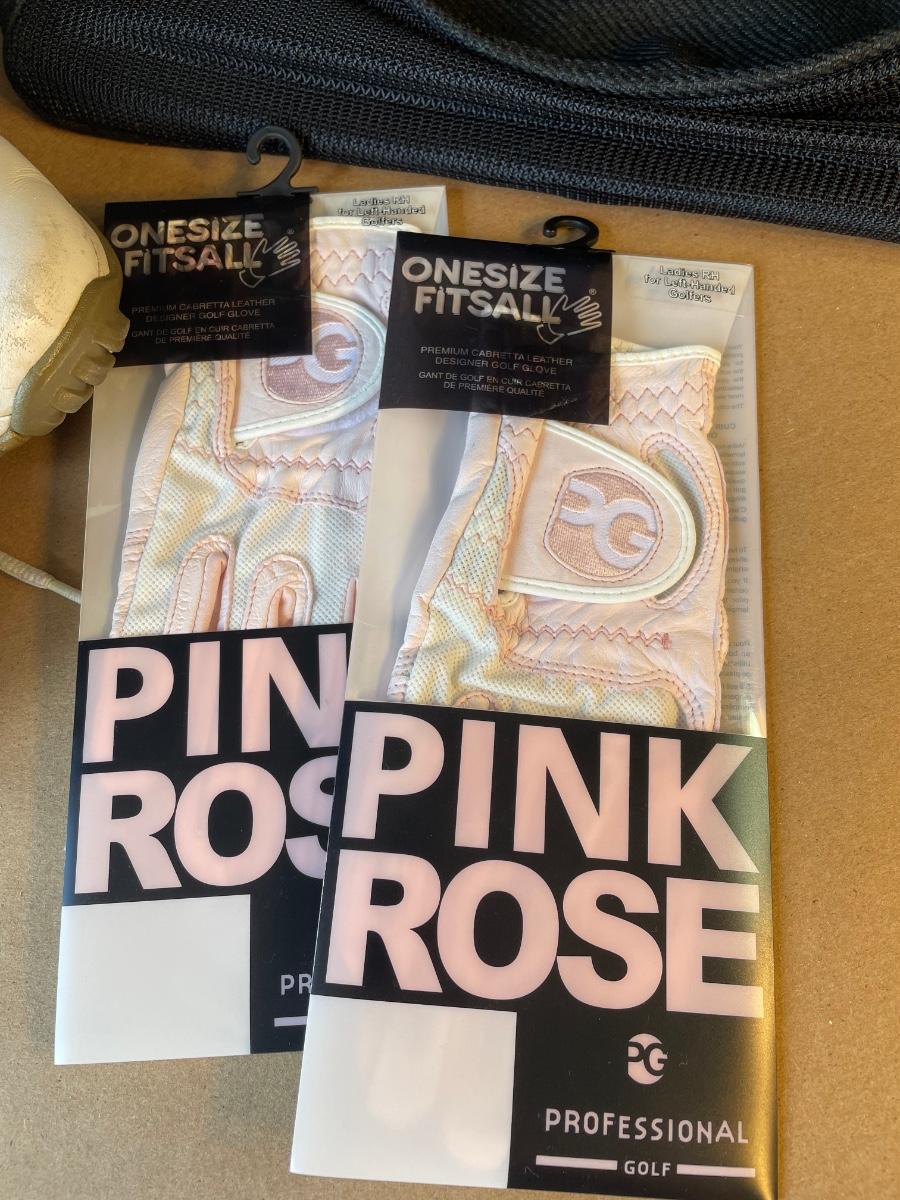 Ladies RH
for Left-Handed
Golfers
ONESiZE
FiTSALL®
PREMIUM CABRETTA LEATHER
DESIGNER GOLF GLOVE
GANT DE GOLF EN CUIR CABRETTA
DE PREMIÈRE QUALITÉ
PG
PIN
ROS
PR
Ladies RH
for Left-Handed
Golfers
ONESiZE
FiTSALL®
PREMIUM CABRETTA LEATHER
DESIGNER GOLF GLOVE
GANT DE GOLF EN CUIR CABRETTA
DE PREMIÈRE QUALITÉ
PG
PINK
ROSE
PG
PROFESSIONAL
GOLF